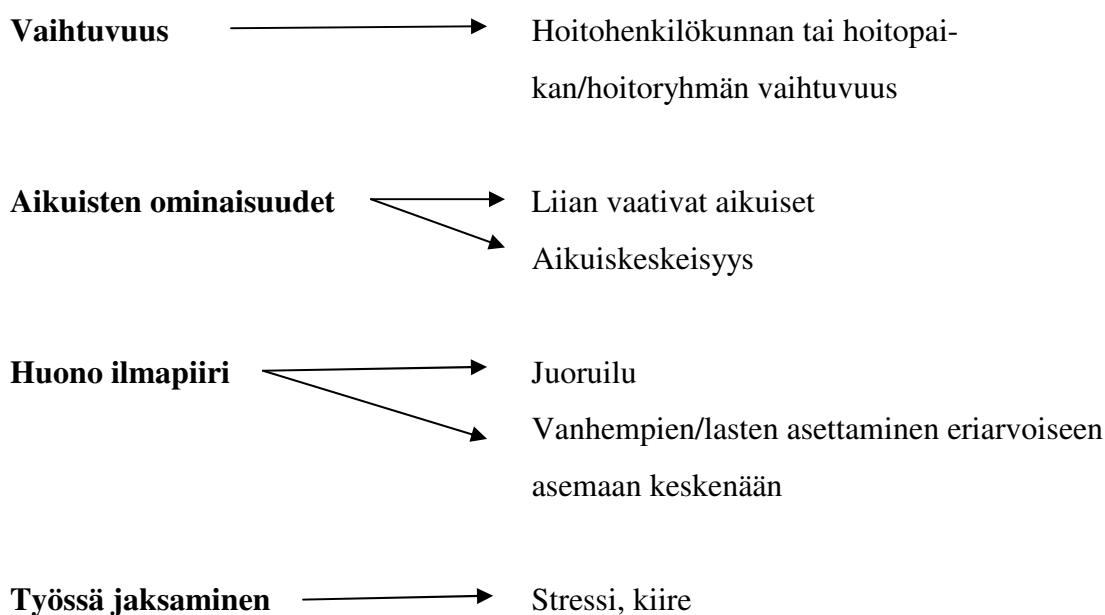 Vaihtuvuus Hoitohenkilökunnan tai hoitopai-
kan/hoitoryhmän vaihtuvuus
Aikuisten ominaisuudet Liian vaativat aikuiset
Aikuiskeskeisyys
Huono ilmapiiri Juoruilu
Vanhempien/lasten asettaminen eriarvoiseen
asemaan keskenään
Työssä jaksaminen Stressi, kiire